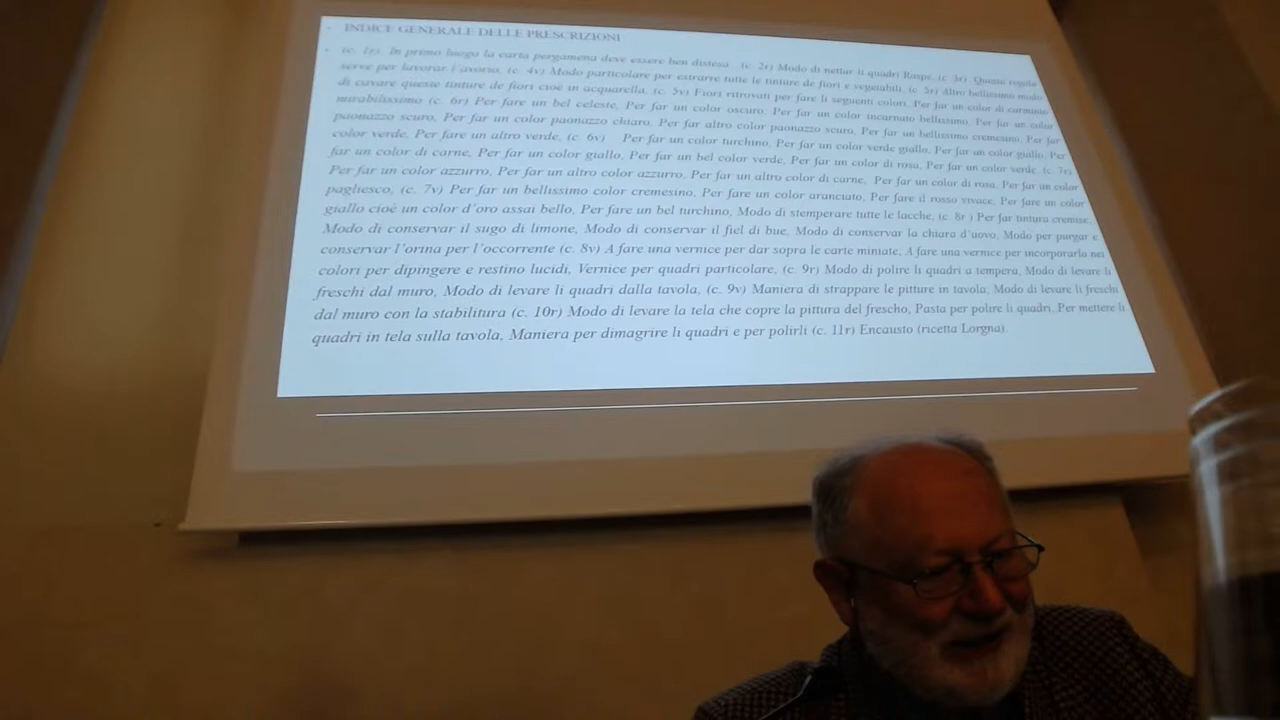 INDICE GENERALE DELLE PRESCRIZIONI
(c. 1r) In primo luogo la carta pergamena deve essere ben distesa (c. 2r) Modo di nettar li quadri Raspe, (c. 3r) Questa regola
serve per lavorar l'avorio, (c. 4v) Modo particolare per estrarre tutte le tinture de fiori e vegetabili, (c. 5r) Altro bellissimo modo
di cavare queste tinture de fiori cioè in acquarella, (c. 5v) Fiori ritrovati per fare li seguenti colori, Per far un color di carminio
mirabilissimo (c. 6r) Per fare un bel celeste, Per far un color oscuro, Per far un color incarnato bellissimo, Per far un color
paonazzo scuro, Per far un color paonazzo chiaro, Per far altro color paonazzo scuro, Per far un bellissimo cremesino, Per far
color verde, Per fare un altro verde, (c. 6v) Per far un color turchino, Per far un color verde giallo, Per far un color giallo, Per
far un color di carne, Per far un color giallo, Per far un bel color verde, Per far un color di rosa, Per far un color verde, (c. 7r)
Per far un color azzurro, Per far un altro color azzurro, Per far un altro color di carne, Per far un color di rosa, Per far un color
pagliesco, (c. 7v) Per far un bellissimo color cremesino, Per fare un color aranciato, Per fare il rosso vivace, Per fare un color
giallo cioè un color d'oro assai bello, Per fare un bel turchino, Modo di stemperare tutte le lacche, (c. 8r ) Per far tintura cremise,
Modo di conservar il sugo di limone, Modo di conservar il fiel di bue, Modo di conservar la chiara d'uovo, Modo per purgar e
conservar l'orina per l'occorrente (c. 8v) A fare una vernice per dar sopra le carte miniate, A fare una vernice per incorporarla nei
colori per dipingere e restino lucidi, Vernice per quadri particolare, (c. 9r) Modo di polire li quadri a tempera, Modo di levare li
freschi dal muro, Modo di levare li quadri dalla tavola, (c. 9v) Maniera di strappare le pitture in tavola, Modo di levare li freschi
dal muro con la stabilitura (c. 10r) Modo di levare la tela che copre la pittura del frescho, Pasta per polire li quadri, Per mettere li
quadri in tela sulla tavola, Maniera per dimagrire li quadri e per polirli (c. 11r) Encausto (ricetta Lorgna).